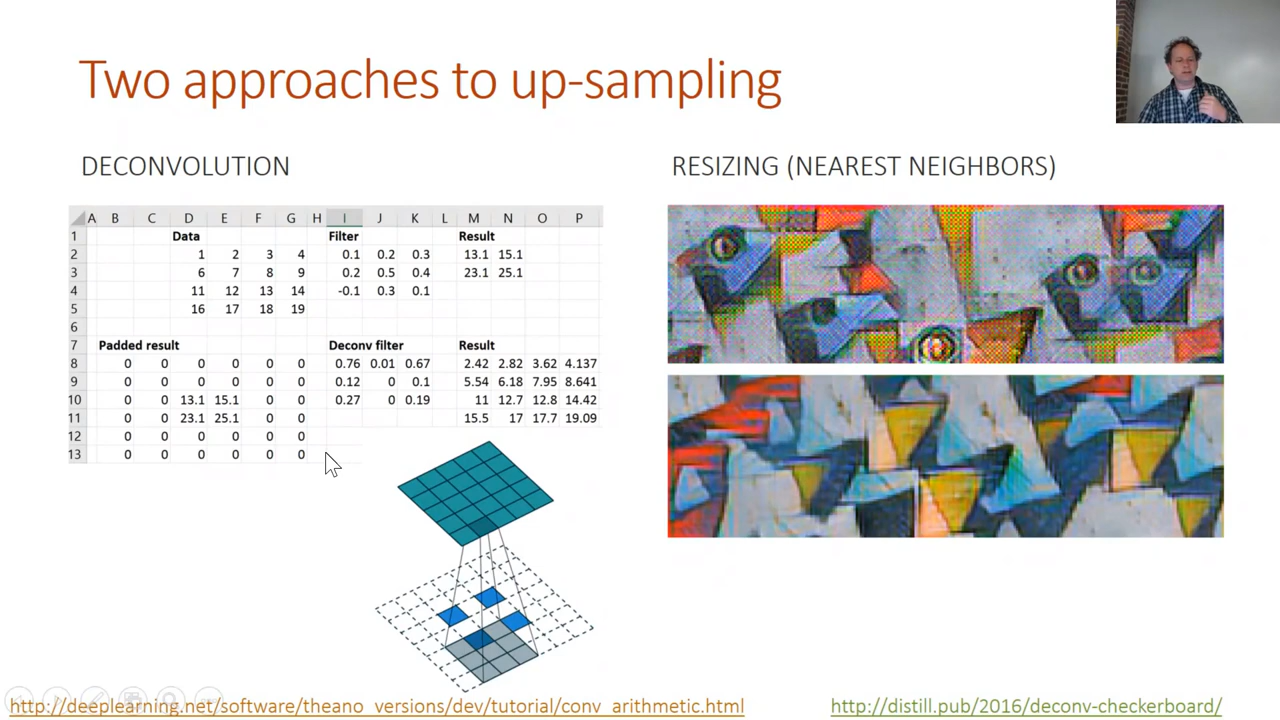 Two approaches to up-sampling
DECONVOLUTION
A B C D E F G H I J K L M N O P
1 Data Filter Result
2 1 2 3 4 0.1 0.2 0.3 13.1 15.1
3 6 7 8 9 0.2 0.5 0.4 23.1 25.1
4 11 12 13 14 -0.1 0.3 0.1
5 16 17 18 19
6
7 Padded result Deconv filter Result
8 0 0 0 0 0 0 0.76 0.01 0.67 2.42 2.82 3.62 4.137
9 0 0 0 0 0 0 0.12 0 0.1 5.54 6.18 7.95 8.641
10 0 0 13.1 15.1 0 0 0.27 0 0.19 11 12.7 12.8 14.42
11 0 0 23.1 25.1 0 0 15.5 17 17.7 19.09
12 0 0 0 0 0 0
13 0 0 0 0 0 0
http://deeplearning.net/software/theano_versions/dev/tutorial/conv_arithmetic.html
RESIZING (NEAREST NEIGHBORS)
http://distill.pub/2016/deconv-checkerboard/